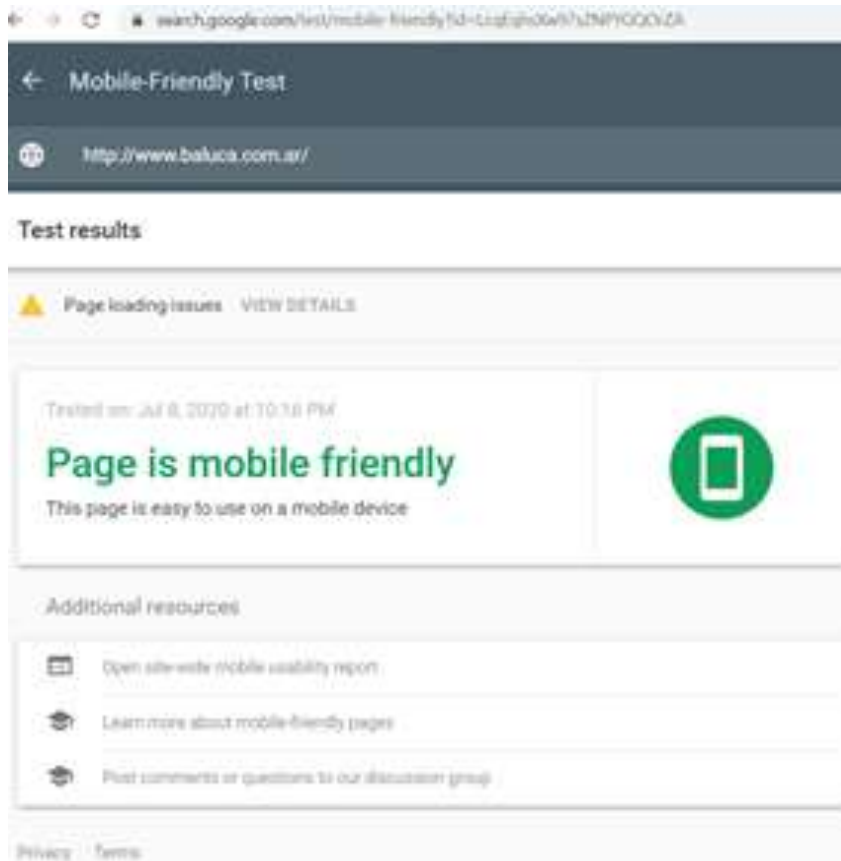 Mobile-Friendly Test
http://www.baluca.com.ar/
Test results
Page loading issues VIEW DETAILS
Tested on: Jul 8, 2020 at 10:16 PM
Page is mobile friendly
This page is easy to use on a mobile device
Additional resources
Open site-wide mobile usability report
Learn more about mobile-friendly pages
Post comments or questions to our discussion group
Privacy Terms